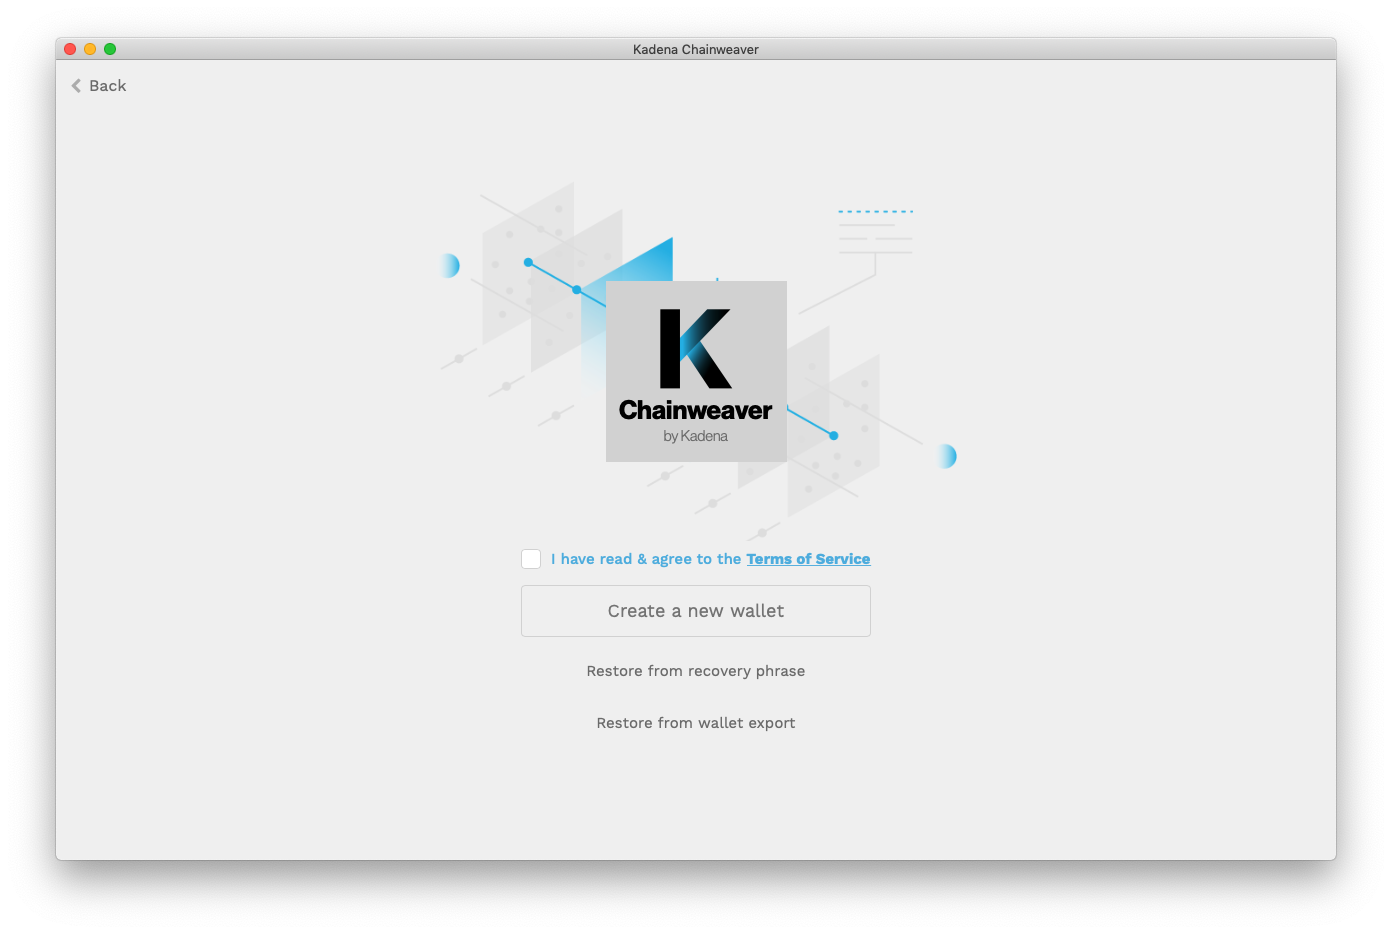 Kadena Chainweaver
Back
Chainweaver
by Kadena
I have read & agree to the Terms of Service
Create a new wallet
Restore from recovery phrase
Restore from wallet export